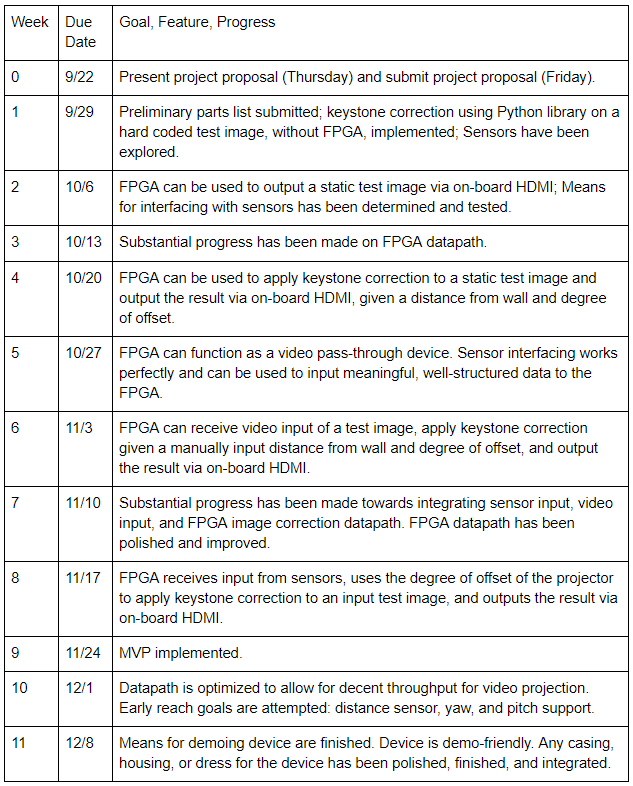 Week Due Goal, Feature, Progress
Date
0 9/22 Present project proposal (Thursday) and submit project proposal (Friday).
1 9/29 Preliminary parts list submitted; keystone correction using Python library on a
hard coded test image, without FPGA, implemented; Sensors have been
explored.
2 10/6 FPGA can be used to output a static test image via on-board HDMI; Means
for interfacing with sensors has been determined and tested.
3 10/13 Substantial progress has been made on FPGA datapath.
4 10/20 FPGA can be used to apply keystone correction to a static test image and
output the result via on-board HDMI, given a distance from wall and degree
of offset.
5 10/27 FPGA can function as a video pass-through device. Sensor interfacing works
perfectly and can be used to input meaningful, well-structured data to the
FPGA.
6 11/3 FPGA can receive video input of a test image, apply keystone correction
given a manually input distance from wall and degree of offset, and output
the result via on-board HDMI.
7 11/10 Substantial progress has been made towards integrating sensor input, video
input, and FPGA image correction datapath. FPGA datapath has been
polished and improved.
8 11/17 FPGA receives input from sensors, uses the degree of offset of the projector
to apply keystone correction to an input test image, and outputs the result via
on-board HDMI.
9 11/24 MVP implemented.
10 12/1 Datapath is optimized to allow for decent throughput for video projection.
Early reach goals are attempted: distance sensor, yaw, and pitch support.
11 12/8 Means for demoing device are finished. Device is demo-friendly. Any casing,
housing, or dress for the device has been polished, finished, and integrated.